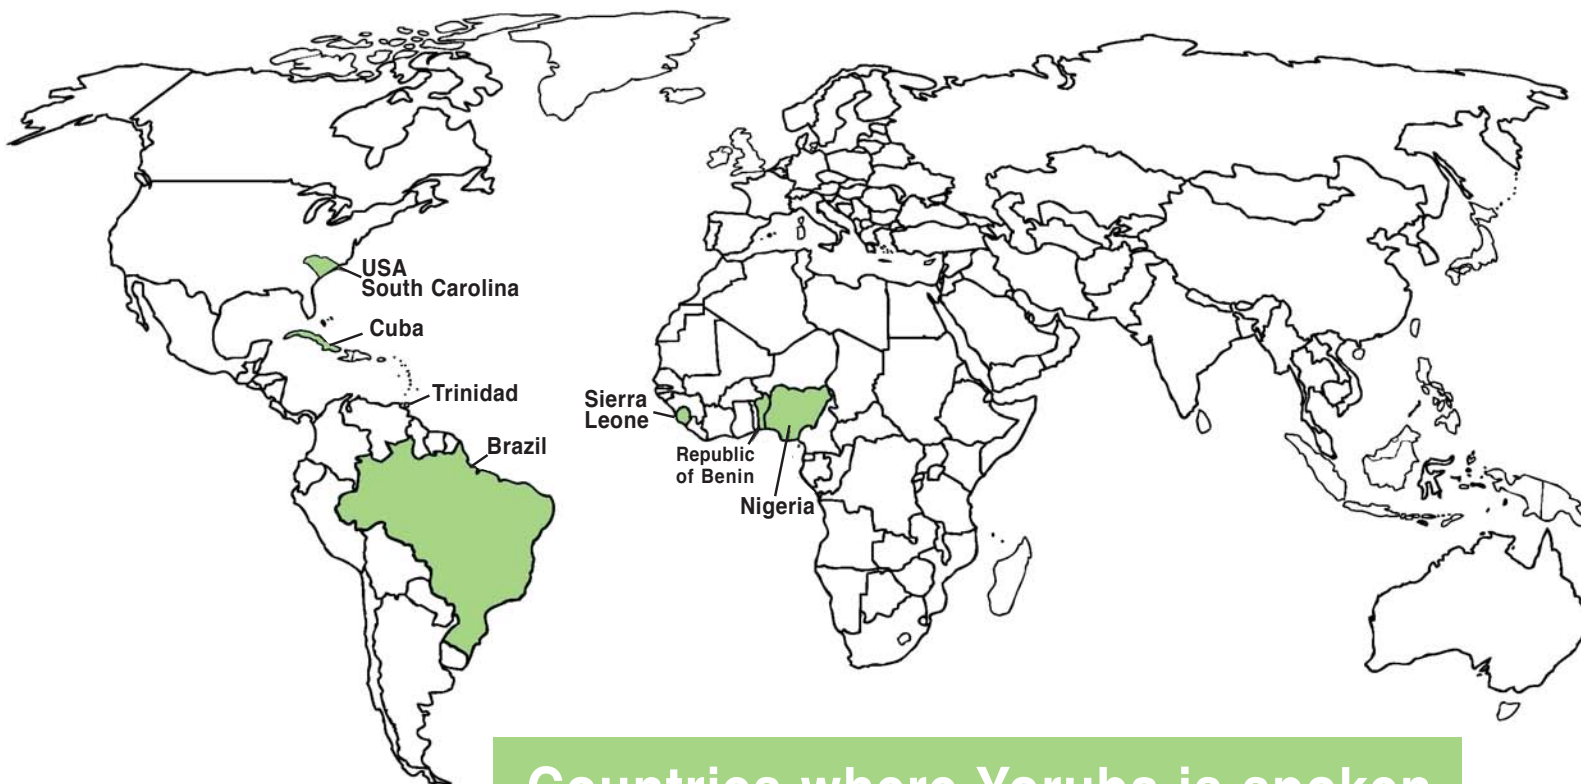 USA
South Carolina
Cuba
Trinidad
Brazil
Sierra
Leone
Republic
of Benin
Nigeria
Countries where Yoruba is spoken